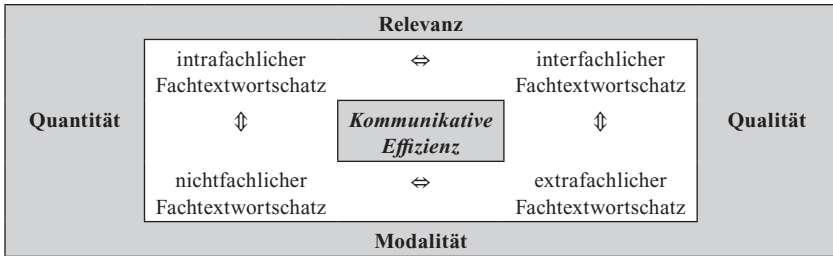 Relevanz
intrafachlicher ⇔ interfachlicher
Fachtextwortschatz Fachtextwortschatz
Quantität ⇕ Kommunikative ⇕ Qualität
Effizienz
nichtfachlicher ⇔ extrafachlicher
Fachtextwortschatz Fachtextwortschatz
Modalität